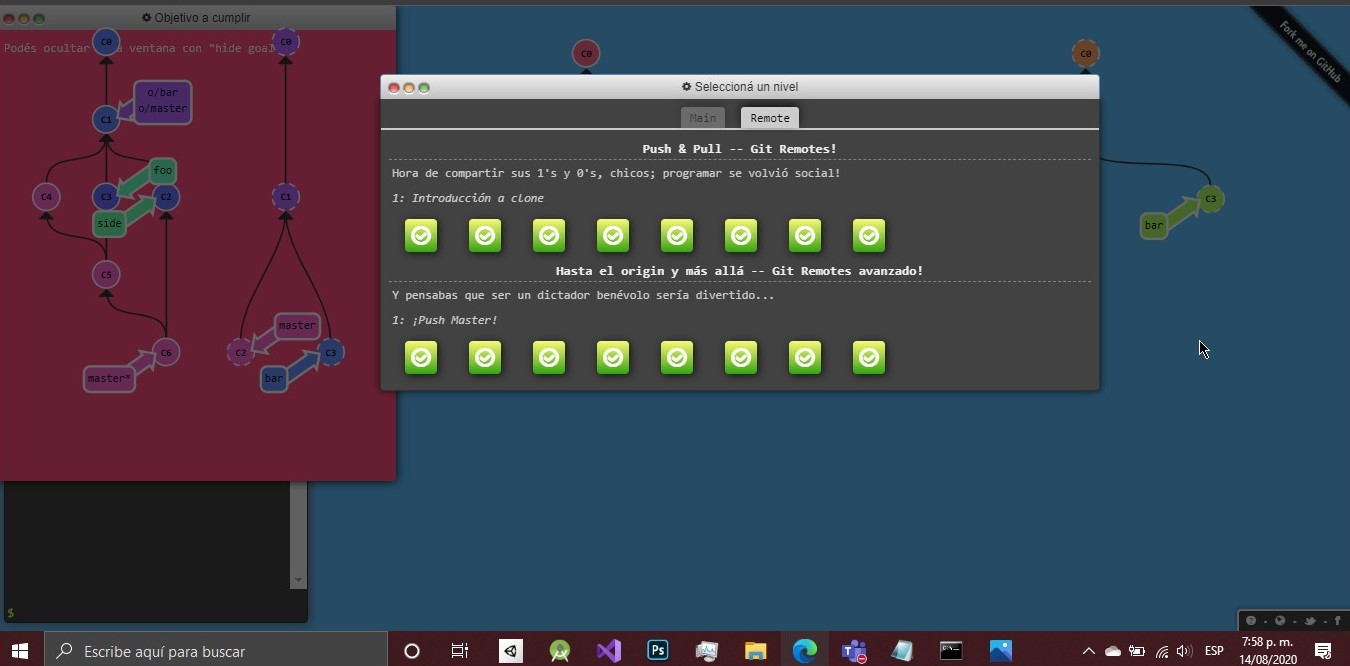 Objetivo a cumplir
Podés ocultar
ventana con "hide goal
C0
C0
o/bar
o/master
C1
foo
C4
C3
C2
side
C1
C5
master
C6
C2
C3
master*
bar
C0
C0
Fork me on GitHub
C3
bar
Seleccioná un nivel
Main
Remote
Push & Pull -- Git Remotes!
Hora de compartir sus 1's y 0's, chicos; programar se volvió social!
1: Introducción a clone
Hasta el origin y más allá -- Git Remotes avanzado!
Y pensabas que ser un dictador benévolo sería divertido...
1: ¡Push Master!
$
Escribe aquí para buscar
Ps
ESP
7:58 p. m.
14/08/2020